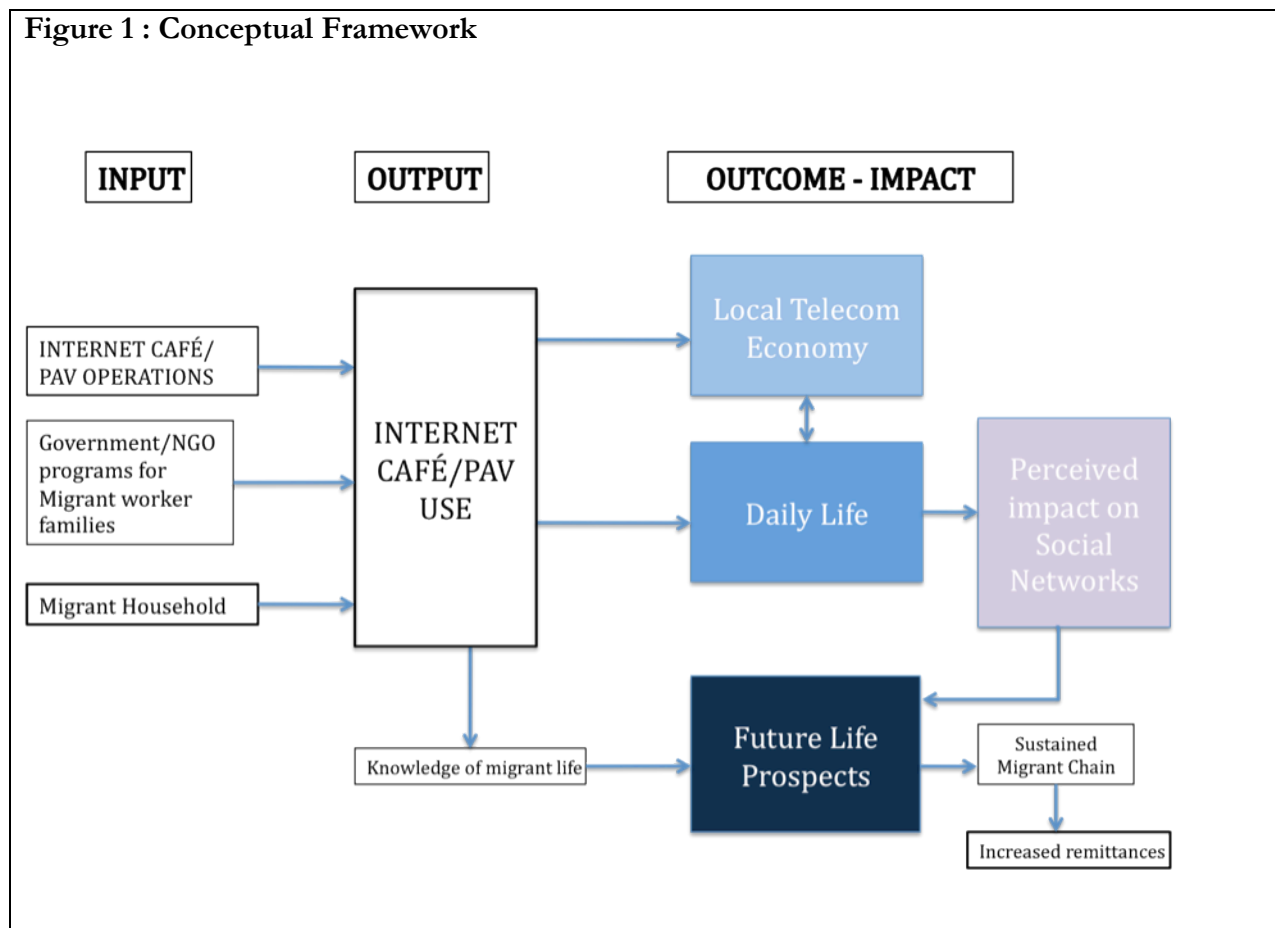 Figure 1 : Conceptual Framework
INPUT
OUTPUT
OUTCOME - IMPACT
INTERNET CAFÉ/
PAV OPERATIONS
Government/NGO
programs for
Migrant worker
families
Migrant Household
INTERNET
CAFÉ/PAV
USE
Knowledge of migrant life
Local Telecom
Economy
Daily Life
Perceived
impact on
Social
Networks
Future Life
Prospects
Sustained
Migrant Chain
Increased remittances